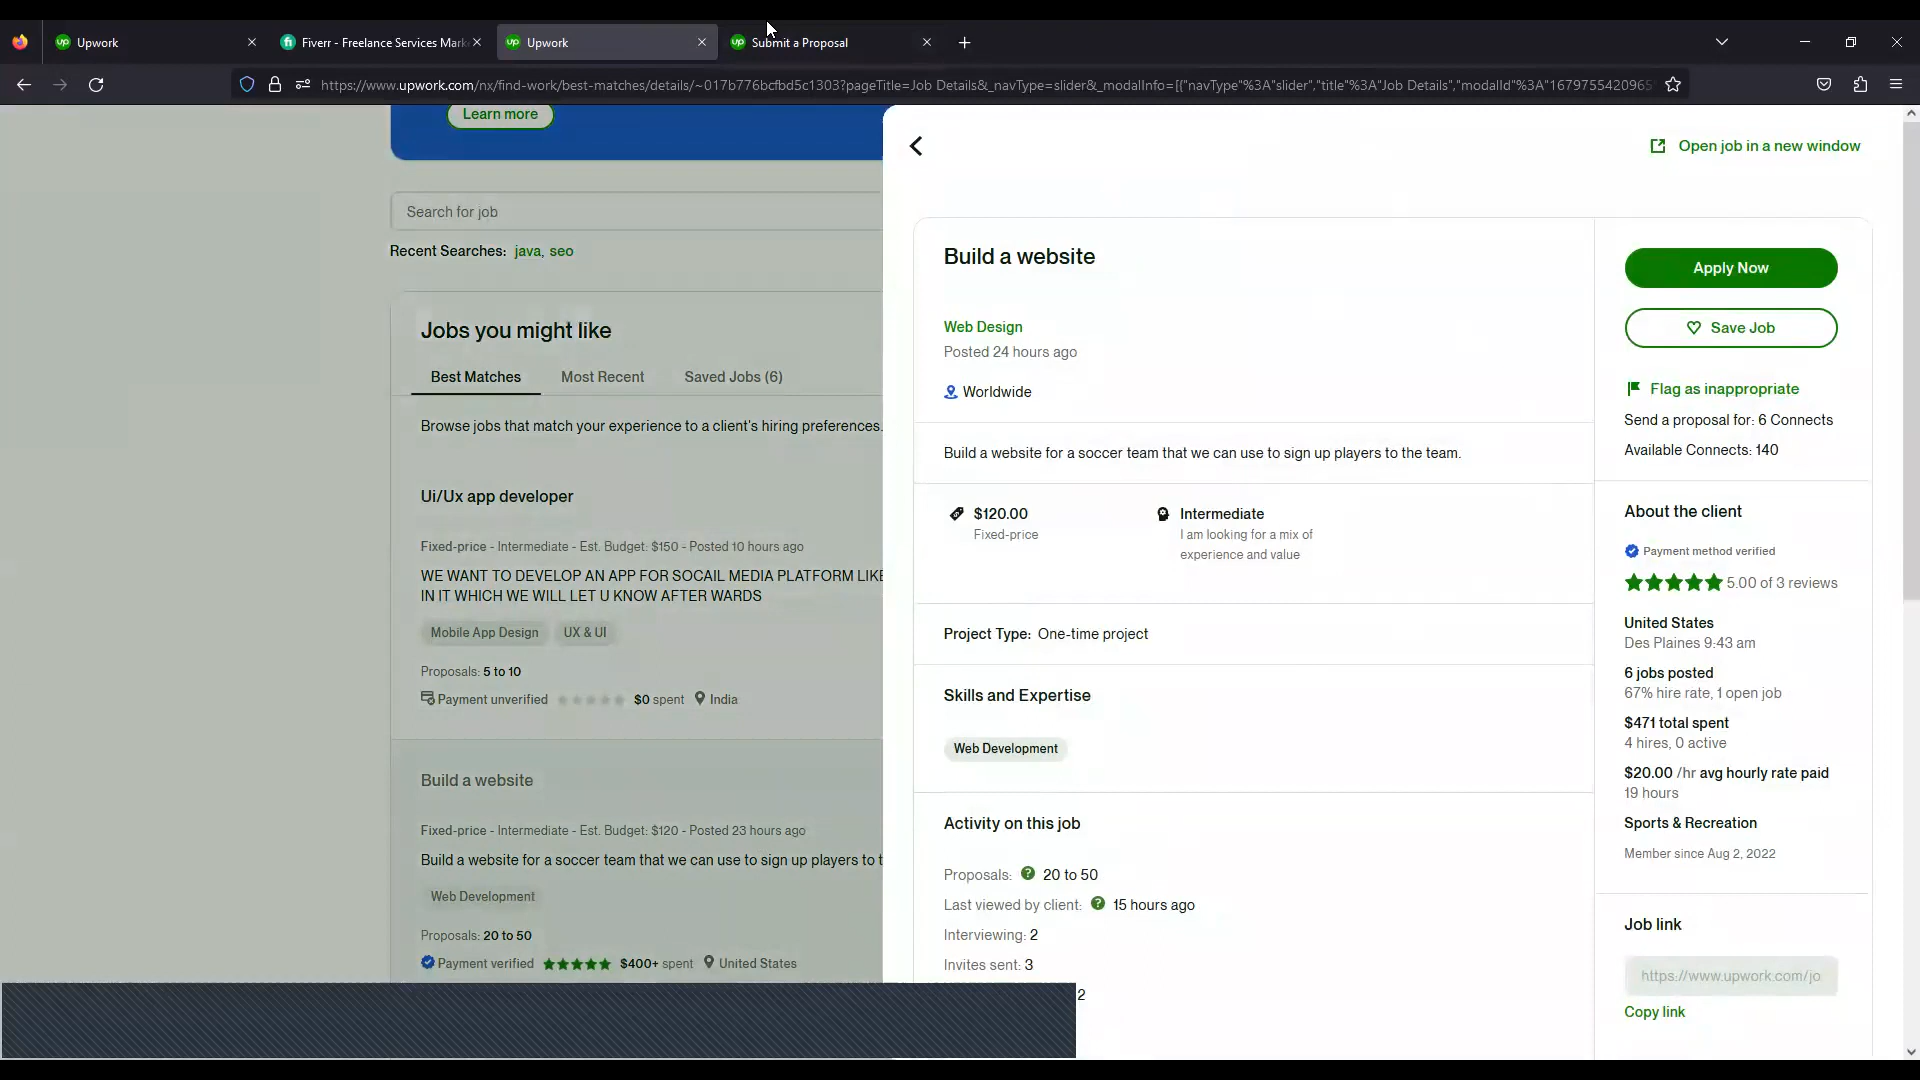 Upwork
Fiverr - Freelance Services Mark
Upwork
Submit a Proposal
https://www.upwork.com/nx/find-work/best-matches/details/~017b776bcfbd5c1303?pageTitle=Job Details&_navType=slider&_modalInfo=[{"navType"%3A"slider","title"%3A"Job Details","modalId"%3A"1679755420965
Learn more
Search for job
Recent Searches: java, seo
Jobs you might like
Best Matches Most Recent Saved Jobs (6)
Browse jobs that match your experience to a client's hiring preferences.
Ui/Ux app developer
Fixed-price - Intermediate - Est. Budget: $150 - Posted 10 hours ago
WE WANT TO DEVELOP AN APP FOR SOCAIL MEDIA PLATFORM LIKE
IN IT WHICH WE WILL LET U KNOW AFTER WARDS
Mobile App Design UX & UI
Proposals: 5 to 10
Payment unverified $0 spent India
Build a website
Fixed-price - Intermediate - Est. Budget: $120 - Posted 23 hours ago
Build a website for a soccer team that we can use to sign up players to t
Web Development
Proposals: 20 to 50
Payment verified $400+ spent United States
Open job in a new window
Build a website
Web Design
Posted 24 hours ago
Worldwide
Build a website for a soccer team that we can use to sign up players to the team.
$120.00
Fixed-price
Intermediate
I am looking for a mix of
experience and value
Project Type: One-time project
Skills and Expertise
Web Development
Activity on this job
Proposals: ? 20 to 50
Last viewed by client: ? 15 hours ago
Interviewing: 2
Invites sent: 3
2
Apply Now
Save Job
Flag as inappropriate
Send a proposal for: 6 Connects
Available Connects: 140
About the client
Payment method verified
5.00 of 3 reviews
United States
Des Plaines 9:43 am
6 jobs posted
67% hire rate, 1 open job
$471 total spent
4 hires, 0 active
$20.00 /hr avg hourly rate paid
19 hours
Sports & Recreation
Member since Aug 2, 2022
Job link
https://www.upwork.com/jo
Copy link